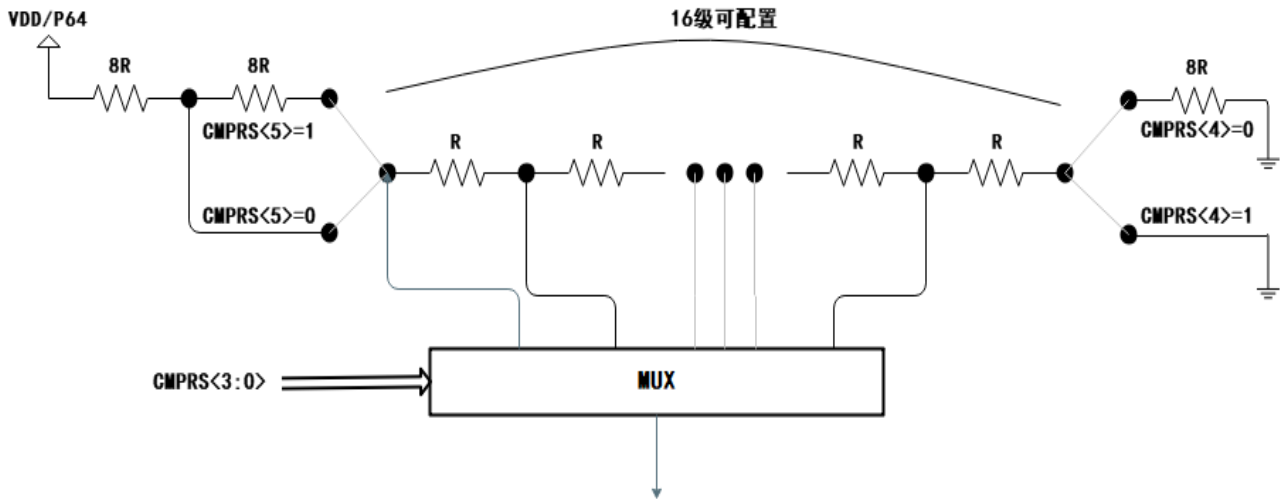 VDD/P64
16级可配置
8R
8R
8R
CMPRS<5>=1
CMPRS<4>=0
R
R
R
R
CMPRS<5>=0
CMPRS<4>=1
CMPRS<3:0>
MUX